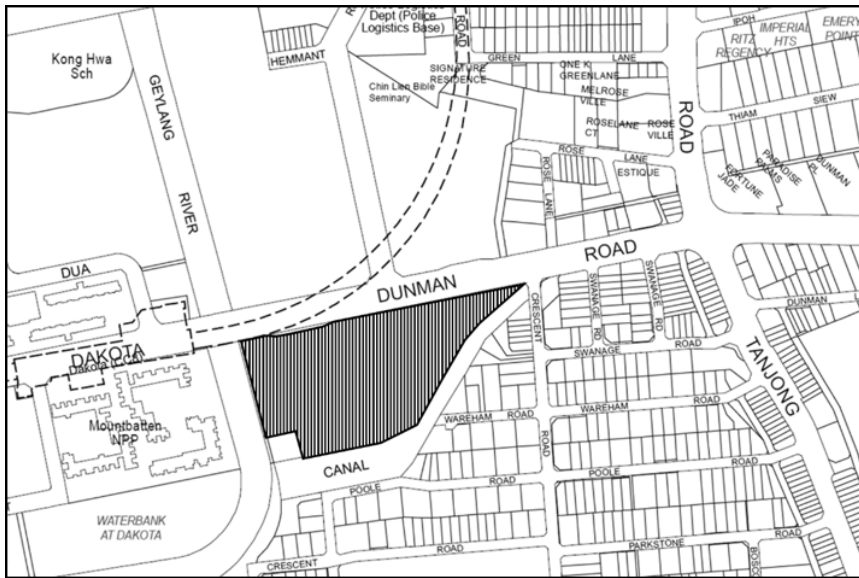 Dept (Police
Logistics Base)
ROAD
Kong Hwa
Sch
HEMMANT
GEYLANG
RIVER
GREEN LANE
SIGNATURE
RESIDENCE
ONE K
GREENLANE
Chin Lien Bible
Seminary
MELROSE
VILLE
ROSELANE
CT
ROSE
VILLE
ROSE LANE
ROSE LANE
ESTIQUE
ROAD
IPOH
RITZ
REGENCY
IMPERIAL
HTS
EMERY
POINT
THIAM SIEW
FORTUNE
JADE
PARADISE
PALMS
DUNMAN
PL
DUA
DUNMAN ROAD
DAKOTA
Dakota (CC8)
Mountbatten
NPP
CRESCENT
ROAD
SWANAGE
RD
SWANAGE
RD
SWANAGE ROAD
DUNMAN
TANJONG
WAREHAM ROAD
WAREHAM ROAD
CANAL
POOLE ROAD
POOLE ROAD
WATERBANK
AT DAKOTA
CRESCENT ROAD
PARKSTONE ROAD